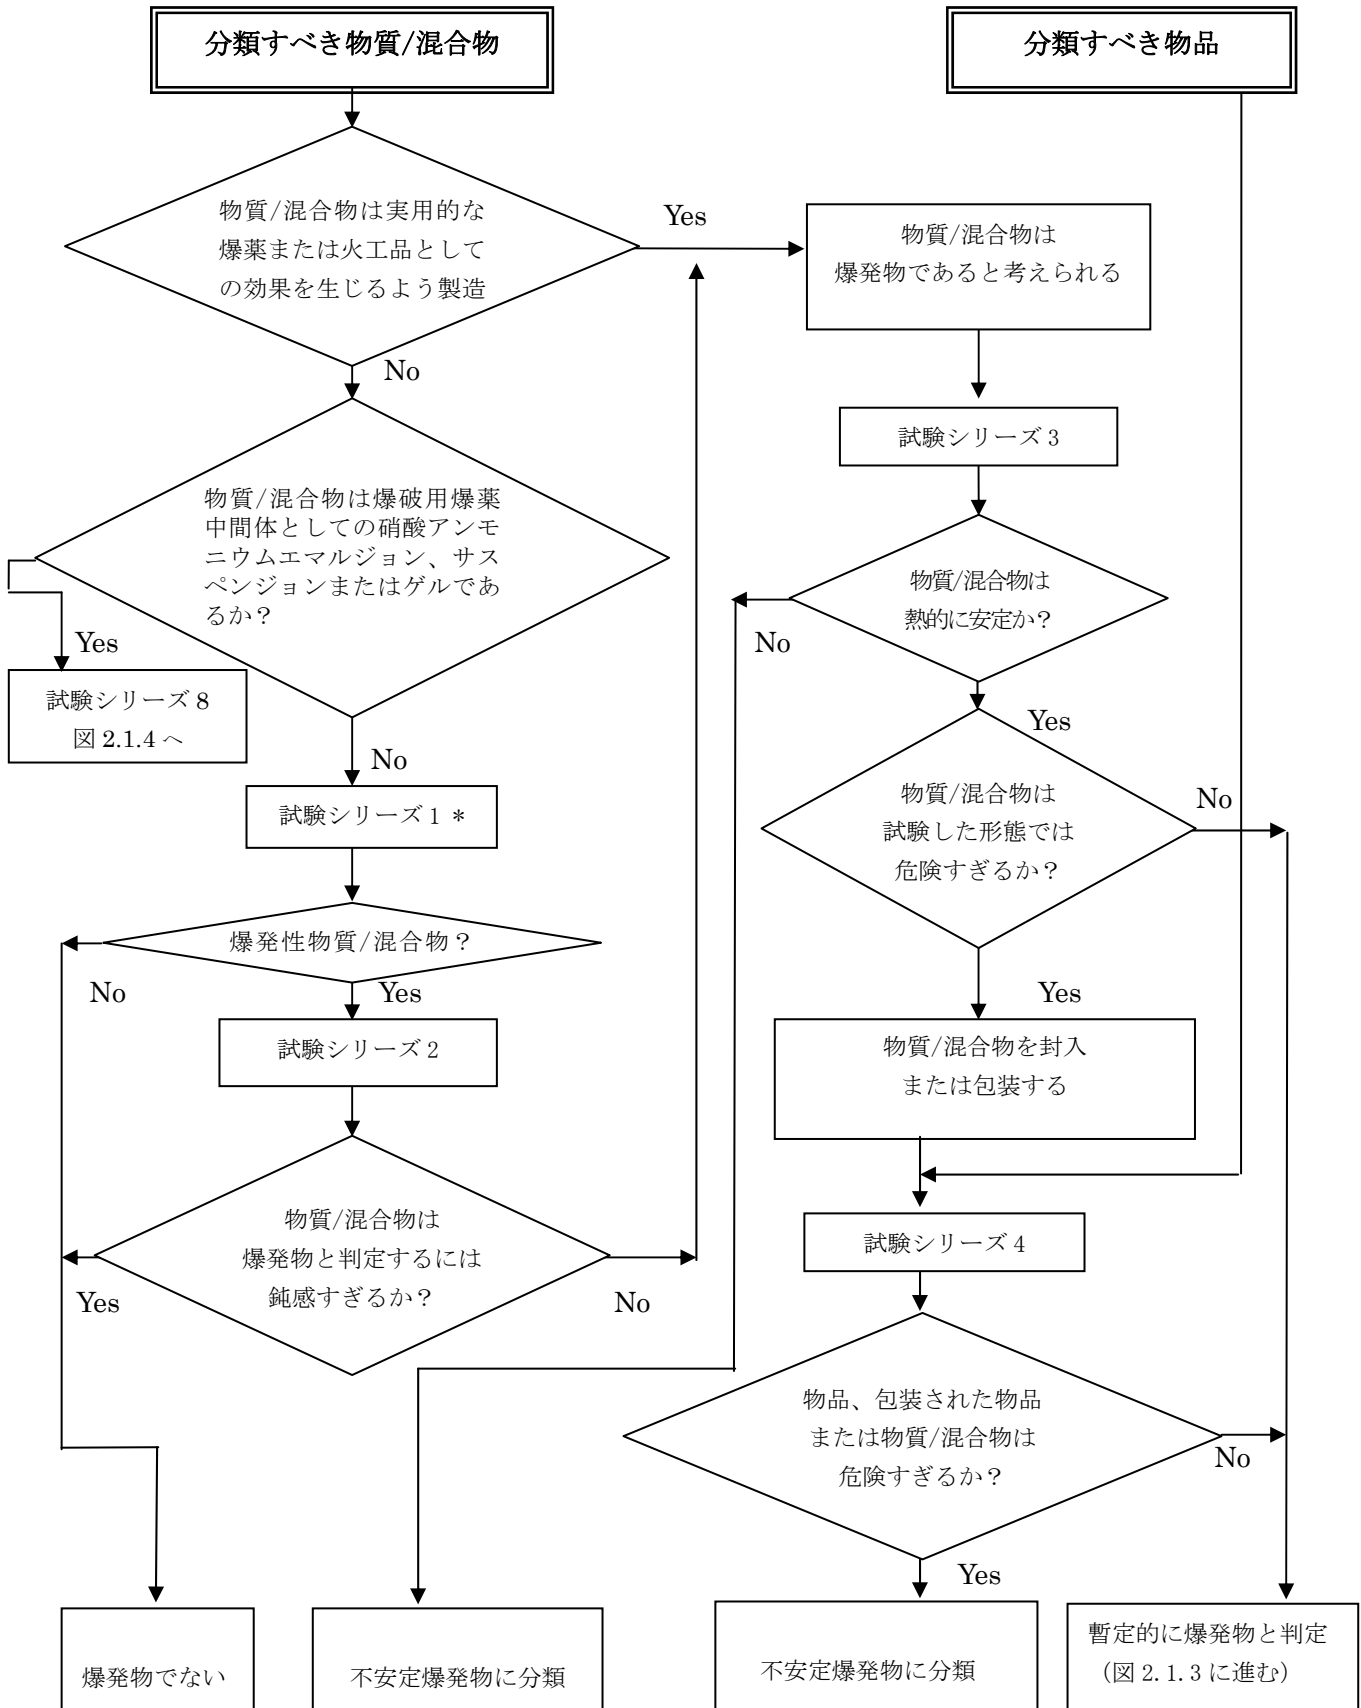 分類すべき物質/混合物
分類すべき物品
物質/混合物は実用的な
爆薬または火工品として
の効果を生じるよう製造
Yes
No
物質/混合物は
爆発物であると考えられる
試験シリーズ 3
物質/混合物は爆破用爆薬
中間体としての硝酸アンモ
ニウムエマルジョン、サス
ペンジョンまたはゲルであ
るか？
Yes
No
試験シリーズ 8
図 2.1.4 へ
物質/混合物は
熱的に安定か？
No
Yes
試験シリーズ 1 *
物質/混合物は
試験した形態では
危険すぎるか？
No
Yes
爆発性物質/混合物？
No
Yes
試験シリーズ 2
物質/混合物を封入
または包装する
物質/混合物は
爆発物と判定するには
鈍感すぎるか？
Yes
No
試験シリーズ 4
物品、包装された物品
または物質/混合物は
危険すぎるか？
No
Yes
爆発物でない
不安定爆発物に分類
不安定爆発物に分類
暫定的に爆発物と判定
（図 2.1.3 に進む）